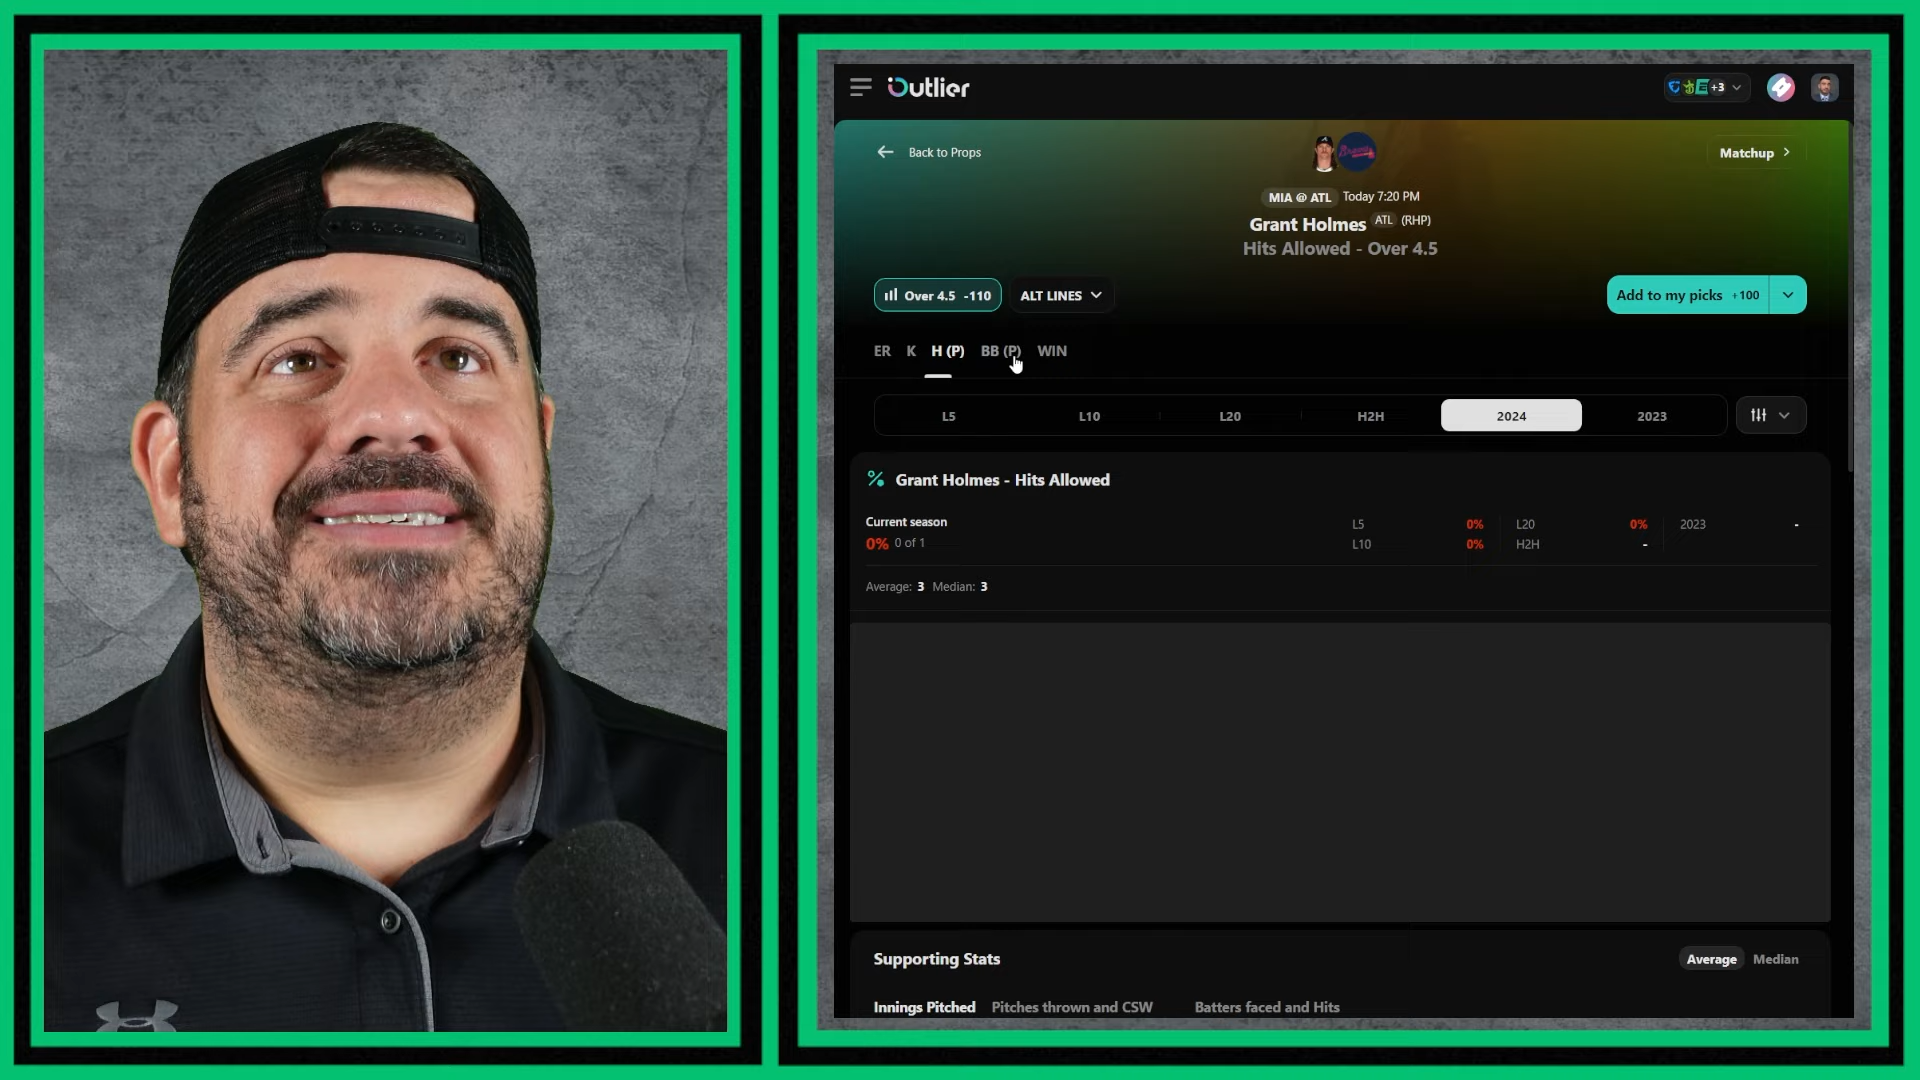 Outlier
+3
Back to Props
Braves
Matchup
MIA @ ATL Today 7:20 PM
Grant Holmes ATL (RHP)
Hits Allowed - Over 4.5
Over 4.5 -110 ALT LINES
Add to my picks +100
ER K H (P) BB (P) WIN
L5 L10 L20 H2H 2024 2023
Grant Holmes - Hits Allowed
Current season
0% 0 of 1
L5 0% L20 0% 2023 -
L10 0% H2H -
Average: 3 Median: 3
Supporting Stats
Average Median
Innings Pitched Pitches thrown and CSW Batters faced and Hits